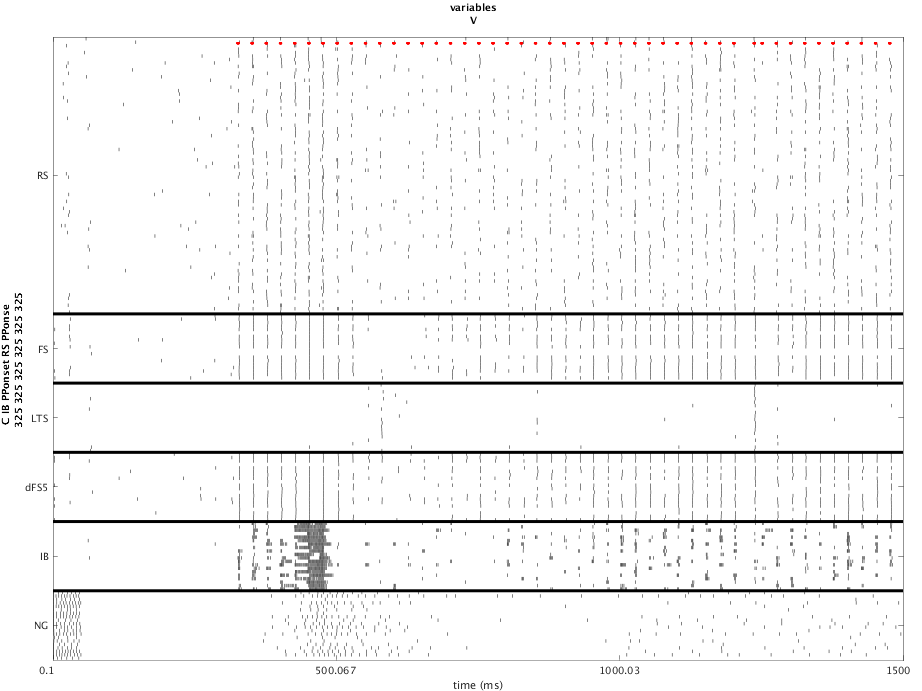 variables
V
C IB PPonset RS PPonse
325 325 325 325 325 325
RS
FS
LTS
dFS5
IB
NG
0.1
500.067
1000.03
1500
time (ms)